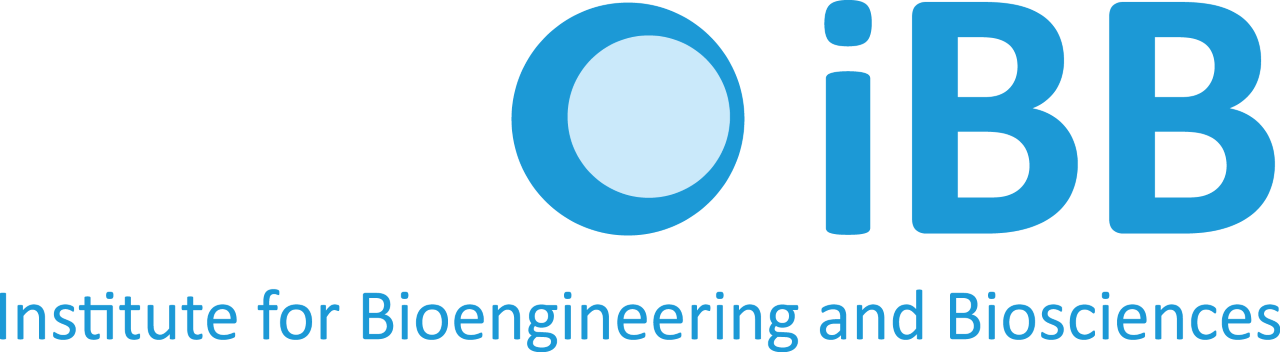 iBB
Institute for Bioengineering and Biosciences